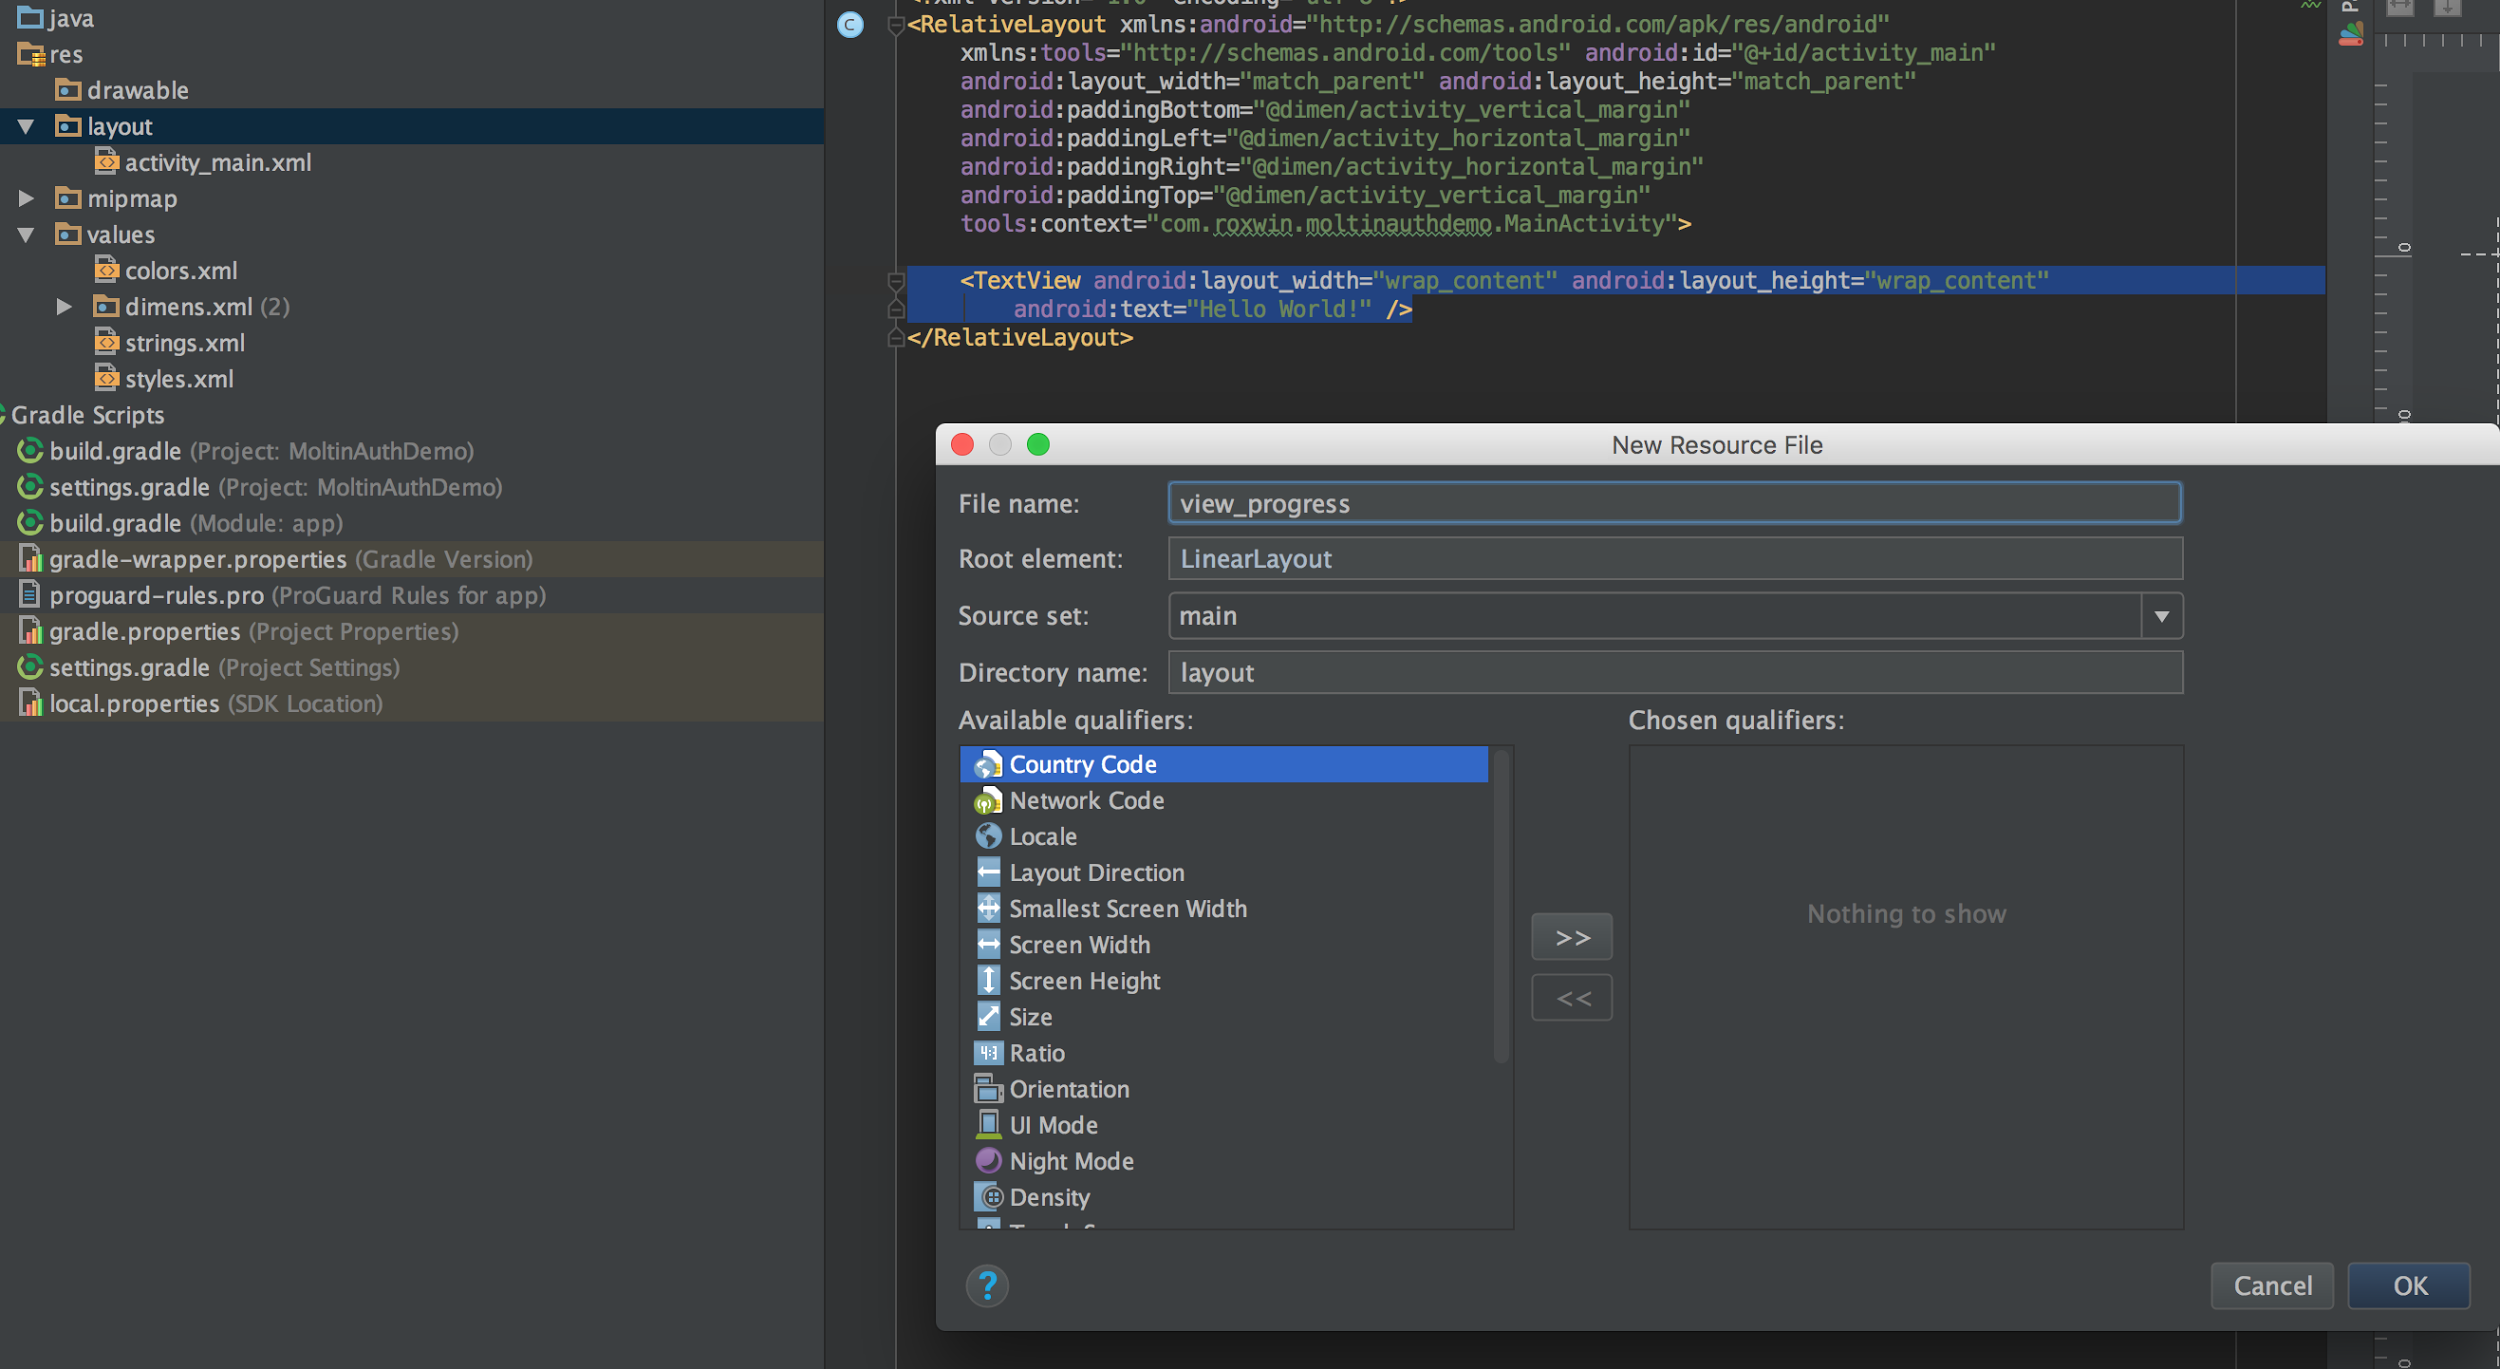 java
res
drawable
layout
activity_main.xml
mipmap
values
colors.xml
dimens.xml (2)
strings.xml
styles.xml
Gradle Scripts
build.gradle (Project: MoltinAuthDemo)
settings.gradle (Project: MoltinAuthDemo)
build.gradle (Module: app)
gradle-wrapper.properties (Gradle Version)
proguard-rules.pro (ProGuard Rules for app)
gradle.properties (Project Properties)
settings.gradle (Project Settings)
local.properties (SDK Location)
C
<RelativeLayout xmlns:android="http://schemas.android.com/apk/res/android"
xmlns:tools="http://schemas.android.com/tools" android:id="@+id/activity_main"
android:layout_width="match_parent" android:layout_height="match_parent"
android:paddingBottom="@dimen/activity_vertical_margin"
android:paddingLeft="@dimen/activity_horizontal_margin"
android:paddingRight="@dimen/activity_horizontal_margin"
android:paddingTop="@dimen/activity_vertical_margin"
tools:context="com.roxwin.moltinauthdemo.MainActivity">
<TextView android:layout_width="wrap_content" android:layout_height="wrap_content"
android:text="Hello World!" />
</RelativeLayout>
0
New Resource File
File name: view_progress
Root element: LinearLayout
Source set: main
Directory name: layout
Available qualifiers:
Chosen qualifiers:
Country Code
Network Code
Locale
Layout Direction
Smallest Screen Width
Screen Width
Screen Height
Size
4:3 Ratio
Orientation
UI Mode
Night Mode
Density
>>
<<
Nothing to show
?
Cancel
OK